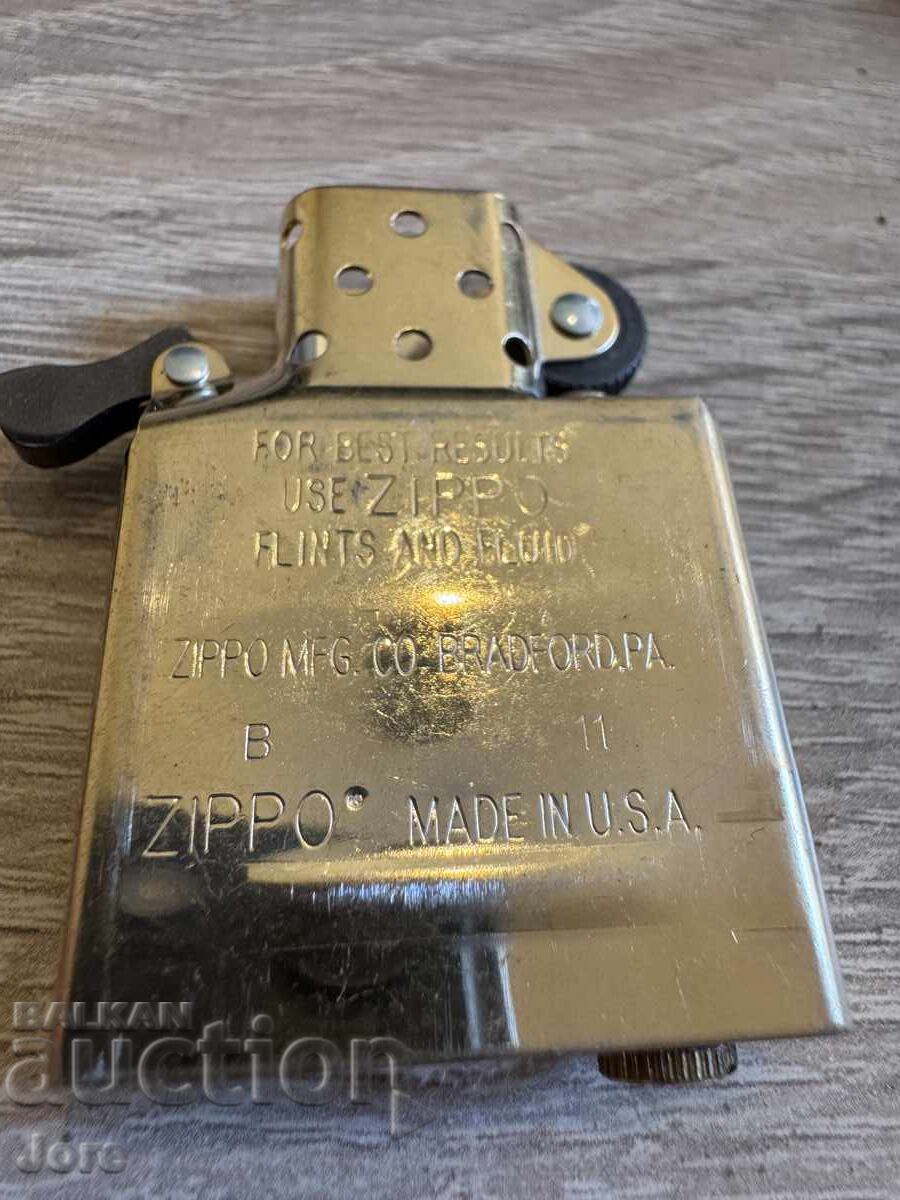 FOR BEST RESULTS
USE ZIPPO
FLINTS AND FLUID
ZIPPO MFG. CO. BRADFORD, PA.
B 11
ZIPPO® MADE IN U.S.A.
BALKAN
auction
Jore